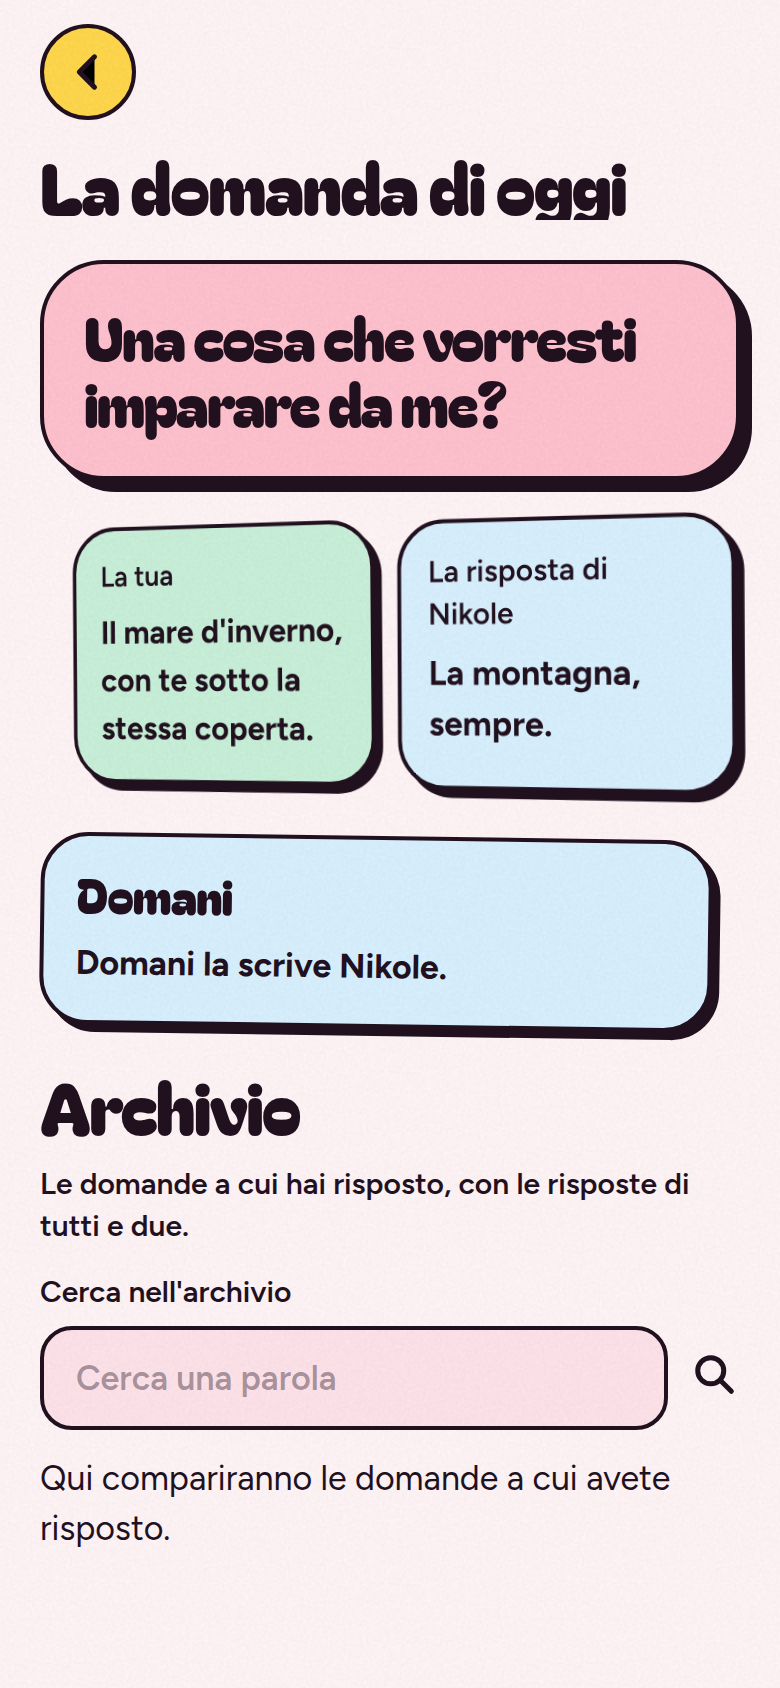 La domanda di oggi
Una cosa che vorresti
imparare da me?
La tua
Il mare d'inverno,
con te sotto la
stessa coperta.
La risposta di
Nikole
La montagna,
sempre.
Domani
Domani la scrive Nikole.
Archivio
Le domande a cui hai risposto, con le risposte di
tutti e due.
Cerca nell'archivio
Cerca una parola
Qui compariranno le domande a cui avete
risposto.